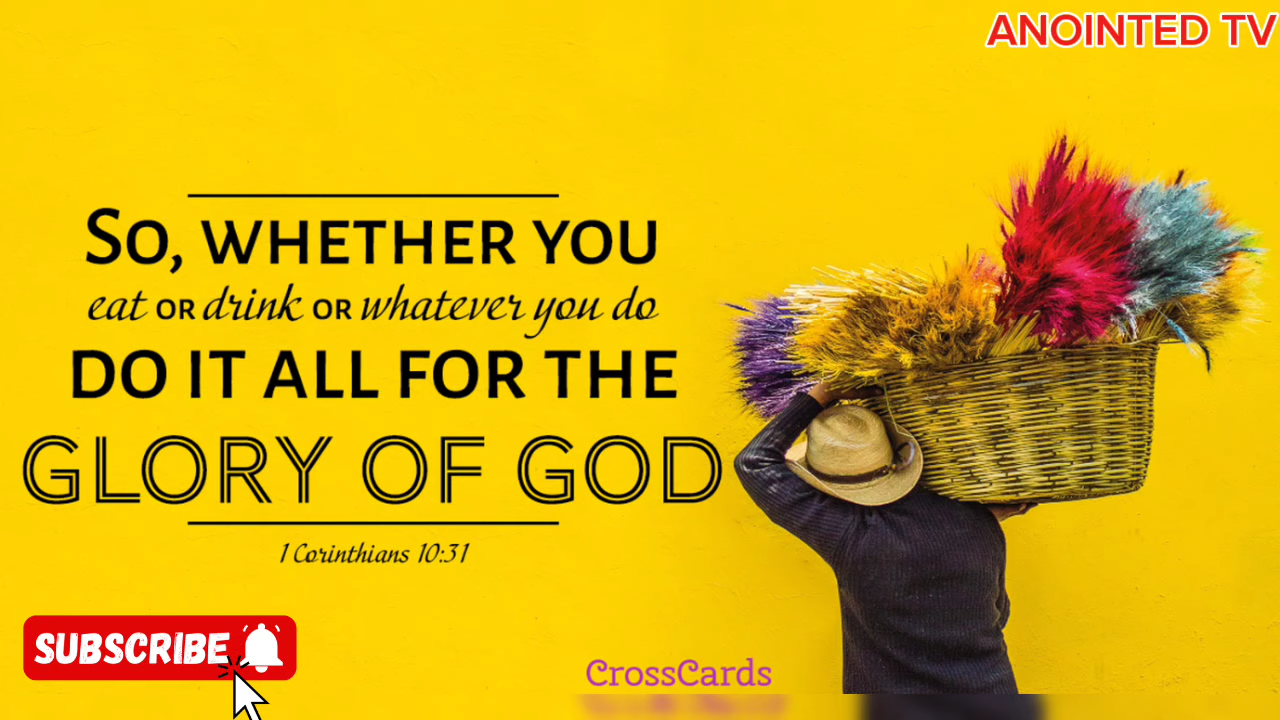 ANOINTED TV
So, WHETHER YOU
eat OR drink OR whatever you do
DO IT ALL FOR THE
GLORY OF GOD
1 Corinthians 10:31
SUBSCRIBE
CrossCards